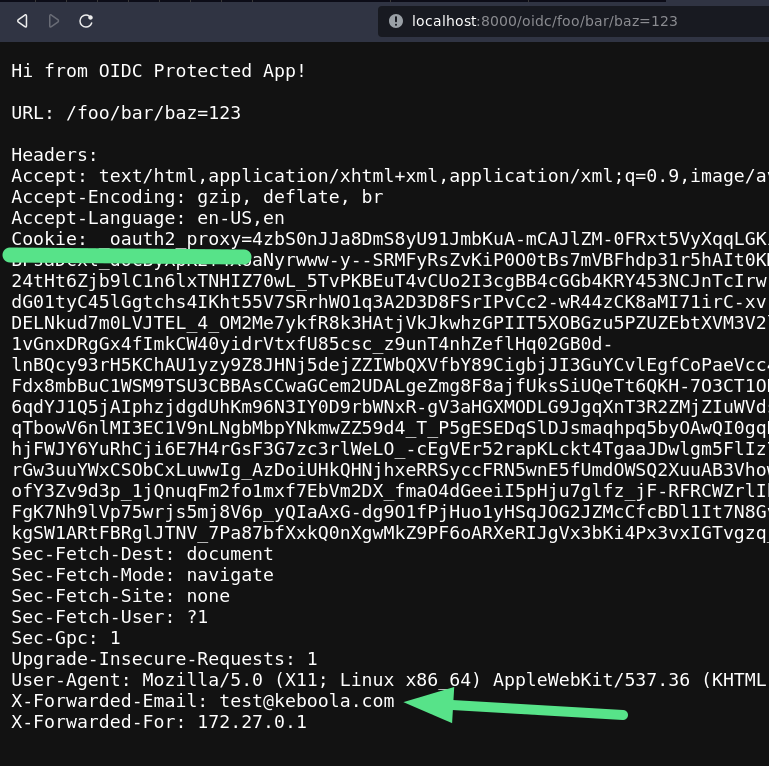 localhost:8000/oidc/foo/bar/baz=123
Hi from OIDC Protected App!
URL: /foo/bar/baz=123
Headers:
Accept: text/html,application/xhtml+xml,application/xml;q=0.9,image/av
Accept-Encoding: gzip, deflate, br
Accept-Language: en-US,en
Cookie: _oauth2_proxy=4zbS0nJJa8DmS8yU91JmbKuA-mCAJlZM-0FRxt5VyXqqLGK
aNyrwww-y--SRMFyRsZvKiP0O0tBs7mVBFhdp31r5hAIt0K
24tHt6Zjb9lC1n6lxTNHIZ70wL_5TvPKBEuT4vCUo2I3cgBB4cGGb4KRY453NCJnTcIrw
dG01tyC45lGgtchs4IKht55V7SRrhWO1q3A2D3D8FSrIPvCc2-wR44zCK8aMI71irC-xv
DELNkud7m0LVJTEL_4_OM2Me7ykfR8k3HAtjVkJkwhzGPIIT5XOBGzu5PZUZEbtXVM3V2
1vGnxDRgGx4fImkCW40yidrVtxfU85csc_z9unT4nhZeflHq02GB0d-
lnBQcy93rH5KChAU1yzy9Z8JHNj5dejZZIWbQXVfbY89CigbjJI3GuYCvlEgfCoPaeVcc
Fdx8mbBuC1WSM9TSU3CBBAsCCwaGCem2UDALgeZmg8F8ajfUksSiUQeTt6QKH-7O3CT1O
6qdYJ1Q5jAIphzjdgdUhKm96N3IY0D9rbWNxR-gV3aHGXMODLG9JgqXnT3R2ZMjZIuWVd
qTbowV6nlMI3EC1V9nLNgbMbpYNkmwZZ59d4_T_P5gESEDqSlDJsmaqhpq5byOAwQI0gq
hjFWJY6YuRhCji6E7H4rGsF3G7zc3rlWeLO_-cEgVEr52rapKLckt4TgaaJDwlgm5FlIz
rGw3uuYWxCSObCxLuwwIg_AzDoiUHkQHNjhxeRRSyccFRN5wnE5fUmdOWSQ2XuuAB3Vho
ofY3Zv9d3p_1jQnuqFm2fo1mxf7EbVm2DX_fmaO4dGeeiI5pHju7glfz_jF-RFRCWZrlI
FgK7Nh9lVp75wrjs5mj8V6p_yQIaAxG-dg9O1fPjHuo1yHSqJOG2JZMcCfcBDl1It7N8G
kgSW1ARtFBRglJTNV_7Pa87bfXxkQ0nXgwMkZ9PF6oARXeRIJgVx3bKi4Px3vxIGTvgzq
Sec-Fetch-Dest: document
Sec-Fetch-Mode: navigate
Sec-Fetch-Site: none
Sec-Fetch-User: ?1
Sec-Gpc: 1
Upgrade-Insecure-Requests: 1
User-Agent: Mozilla/5.0 (X11; Linux x86_64) AppleWebKit/537.36 (KHTML
X-Forwarded-Email: test@keboola.com
X-Forwarded-For: 172.27.0.1